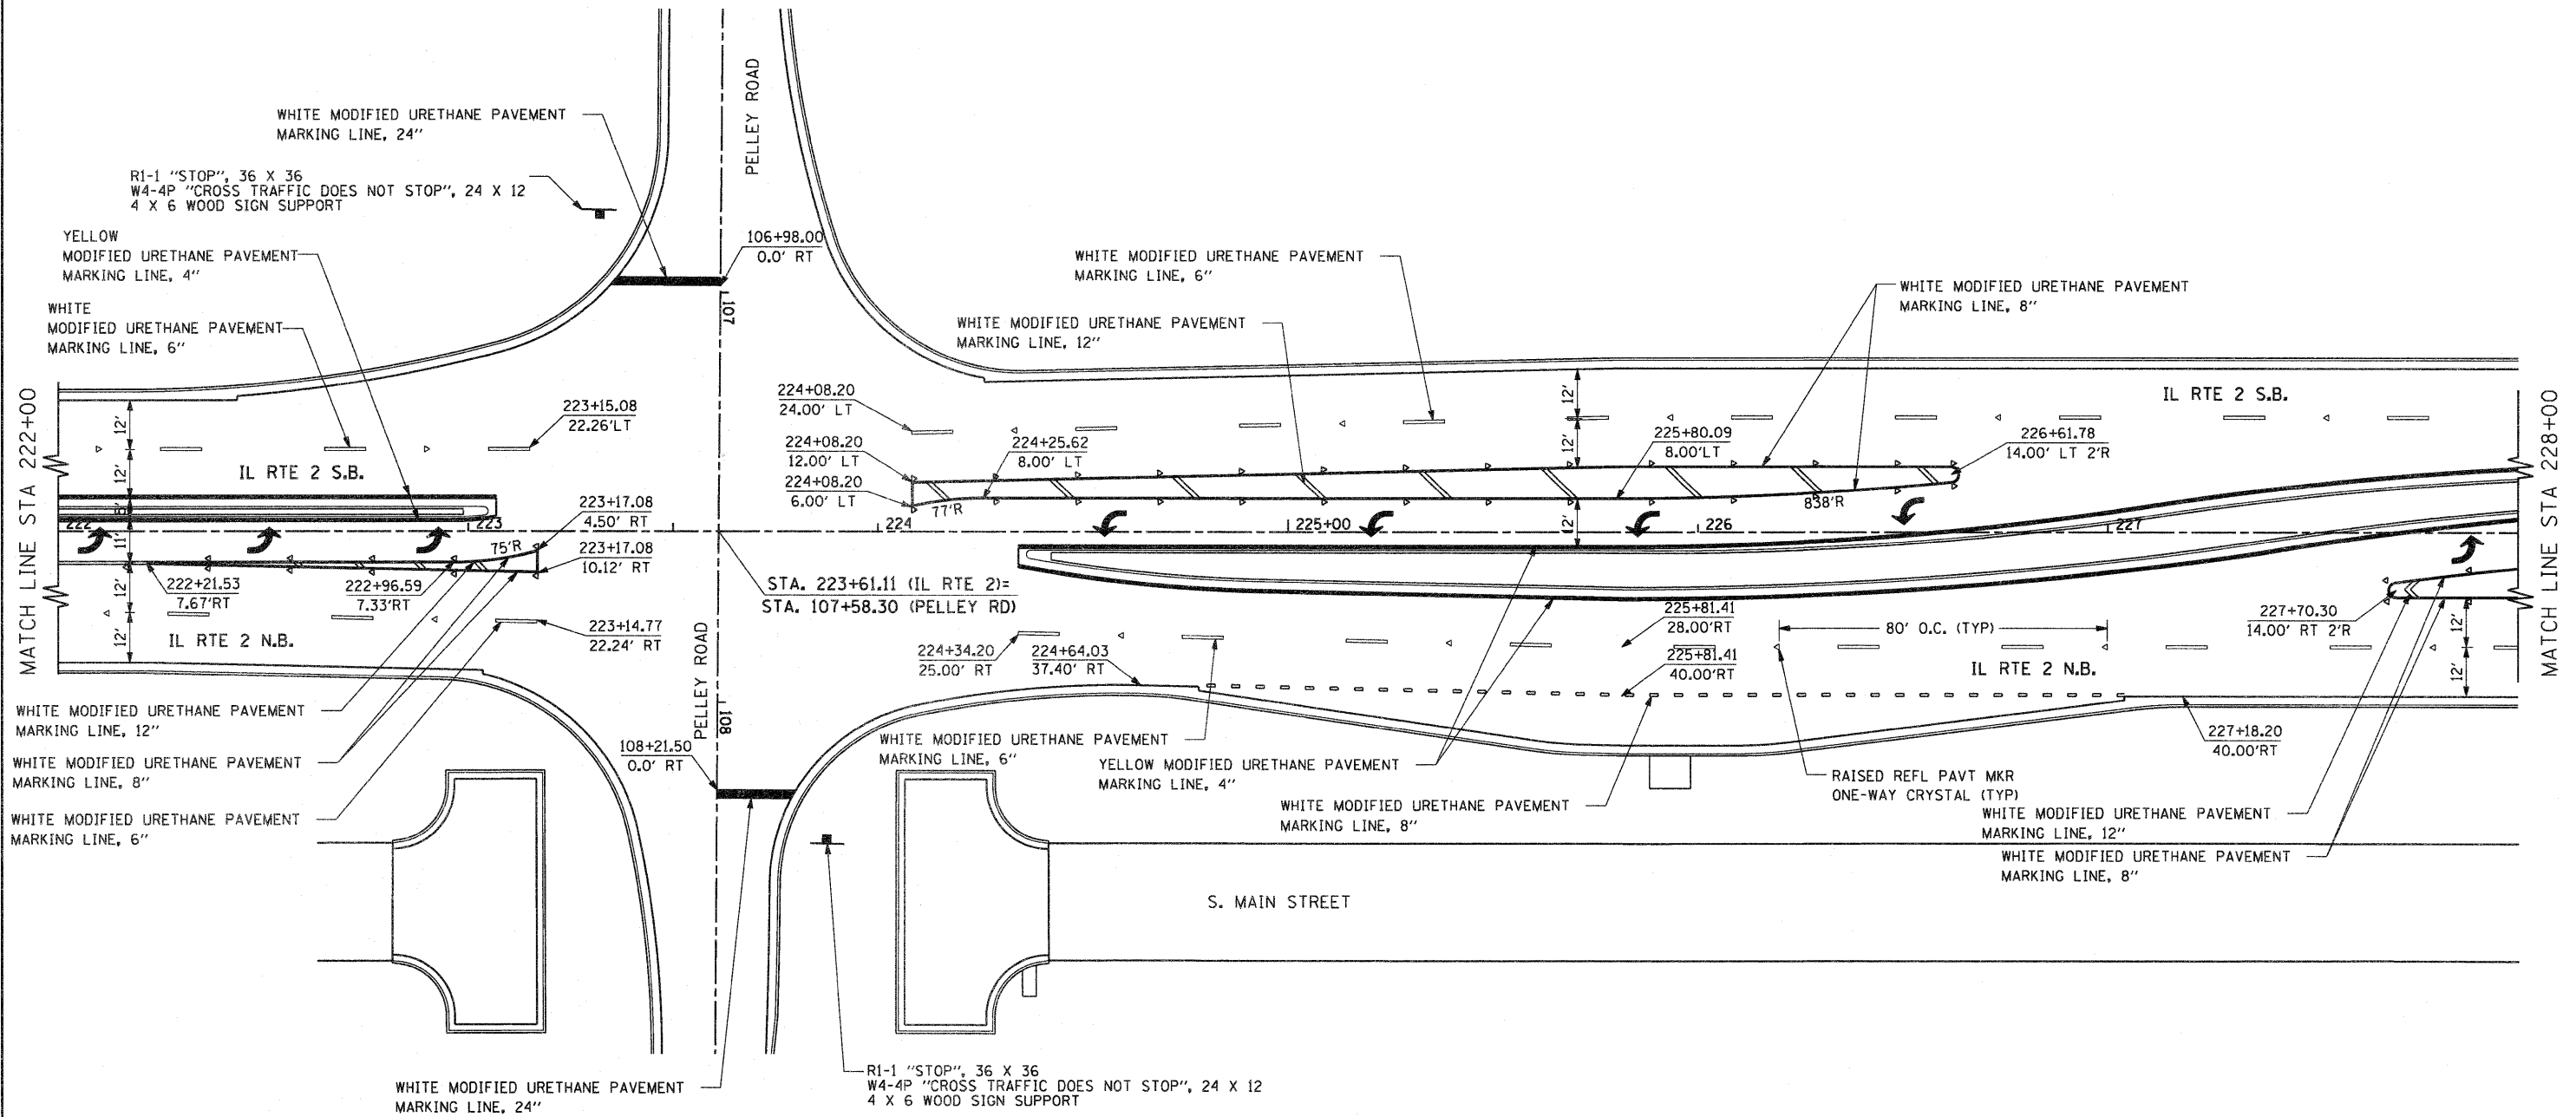 PELLEY ROAD
WHITE MODIFIED URETHANE PAVEMENT
MARKING LINE, 24"
R1-1 "STOP", 36 X 36
W4-4P "CROSS TRAFFIC DOES NOT STOP", 24 X 12
4 X 6 WOOD SIGN SUPPORT
YELLOW
MODIFIED URETHANE PAVEMENT
MARKING LINE, 4"
WHITE
MODIFIED URETHANE PAVEMENT
MARKING LINE, 6"
106+98.00
0.0' RT
107
WHITE MODIFIED URETHANE PAVEMENT
MARKING LINE, 6"
WHITE MODIFIED URETHANE PAVEMENT
MARKING LINE, 12"
WHITE MODIFIED URETHANE PAVEMENT
MARKING LINE, 8"
MATCH LINE STA 222+00
12'
12'
8'
11'
12'
12'
IL RTE 2 S.B.
223+15.08
22.26'LT
224+08.20
24.00' LT
224+08.20
12.00' LT
224+08.20
6.00' LT
224+25.62
8.00' LT
77'R
12'
12'
12'
225+80.09
8.00'LT
226+61.78
14.00' LT 2'R
838'R
IL RTE 2 S.B.
MATCH LINE STA 228+00
222
223
224
225+00
226
227
223+17.08
4.50' RT
223+17.08
10.12' RT
75'R
222+21.53
7.67'RT
222+96.59
7.33'RT
IL RTE 2 N.B.
223+14.77
22.24' RT
STA. 223+61.11 (IL RTE 2)=
STA. 107+58.30 (PELLEY RD)
PELLEY ROAD
108
108+21.50
0.0' RT
224+34.20
25.00' RT
224+64.03
37.40' RT
225+81.41
28.00'RT
225+81.41
40.00'RT
80' O.C. (TYP)
IL RTE 2 N.B.
227+70.30
14.00' RT 2'R
12'
12'
227+18.20
40.00'RT
WHITE MODIFIED URETHANE PAVEMENT
MARKING LINE, 12"
WHITE MODIFIED URETHANE PAVEMENT
MARKING LINE, 8"
WHITE MODIFIED URETHANE PAVEMENT
MARKING LINE, 6"
WHITE MODIFIED URETHANE PAVEMENT
MARKING LINE, 6"
YELLOW MODIFIED URETHANE PAVEMENT
MARKING LINE, 4"
WHITE MODIFIED URETHANE PAVEMENT
MARKING LINE, 8"
RAISED REFL PAVT MKR
ONE-WAY CRYSTAL (TYP)
WHITE MODIFIED URETHANE PAVEMENT
MARKING LINE, 12"
WHITE MODIFIED URETHANE PAVEMENT
MARKING LINE, 8"
S. MAIN STREET
WHITE MODIFIED URETHANE PAVEMENT
MARKING LINE, 24"
R1-1 "STOP", 36 X 36
W4-4P "CROSS TRAFFIC DOES NOT STOP", 24 X 12
4 X 6 WOOD SIGN SUPPORT